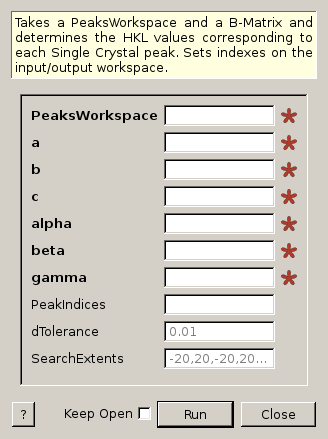 Takes a PeaksWorkspace and a B-Matrix and
determines the HKL values corresponding to
each Single Crystal peak. Sets indexes on the
input/output workspace.
PeaksWorkspace
a
b
c
alpha
beta
gamma
PeakIndices
dTolerance 0.01
SearchExtents -20,20,-20,20...
? Keep Open Run Close